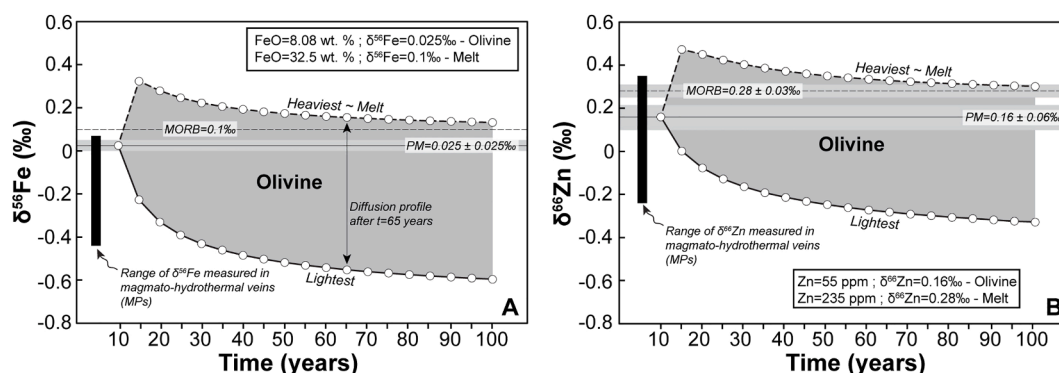 FeO=8.08 wt. % ; δ⁵⁶Fe=0.025‰ - Olivine
FeO=32.5 wt. % ; δ⁵⁶Fe=0.1‰ - Melt
Heaviest ~ Melt
MORB=0.1‰
PM=0.025 ± 0.025‰
Olivine
Diffusion profile
after t=65 years
Lightest
Range of δ⁵⁶Fe measured in
magmato-hydrothermal veins
(MPs)
A
δ⁵⁶Fe (‰)
0.6
0.4
0.2
0
-0.2
-0.4
-0.6
-0.8
10 20 30 40 50 60 70 80 90 100
Time (years)
Heaviest ~ Melt
MORB=0.28 ± 0.03‰
PM=0.16 ± 0.06‰
Olivine
Lightest
Range of δ⁶⁶Zn measured in
magmato-hydrothermal veins
(MPs)
Zn=55 ppm ; δ⁶⁶Zn=0.16‰ - Olivine
Zn=235 ppm ; δ⁶⁶Zn=0.28‰ - Melt
B
δ⁶⁶Zn (‰)
0.6
0.4
0.2
0
-0.2
-0.4
-0.6
-0.8
10 20 30 40 50 60 70 80 90 100
Time (years)